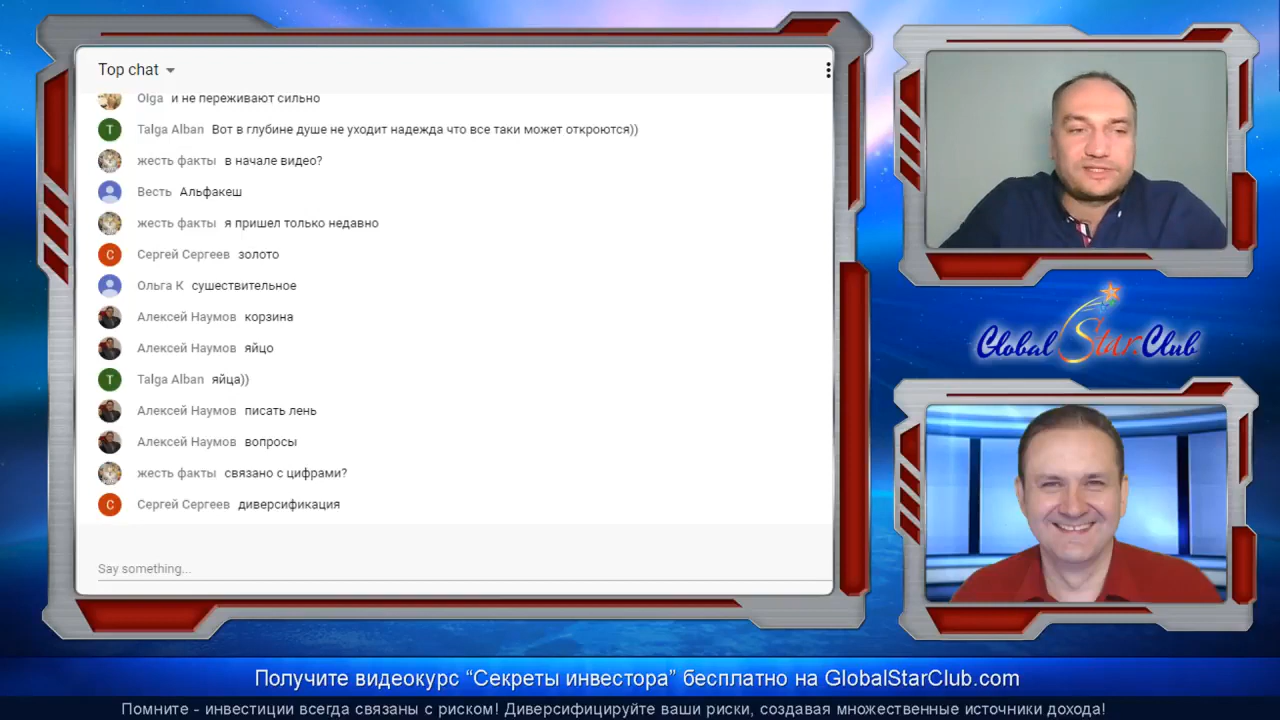 Top chat
Olga и не переживают сильно
T Talga Alban Вот в глубине душе не уходит надежда что все таки может откроются))
жесть факты в начале видео?
Весть Альфакеш
жесть факты я пришел только недавно
С Сергей Сергеев золото
Ольга К сушествительное
Алексей Наумов корзина
Алексей Наумов яйцо
T Talga Alban яйца))
Алексей Наумов писать лень
Алексей Наумов вопросы
жесть факты связано с цифрами?
С Сергей Сергеев диверсификация
Say something...
Global Star Club
Получите видеокурс “Секреты инвестора” бесплатно на GlobalStarClub.com
Помните - инвестиции всегда связаны с риском! Диверсифицируйте ваши риски, создавая множественные источники дохода!